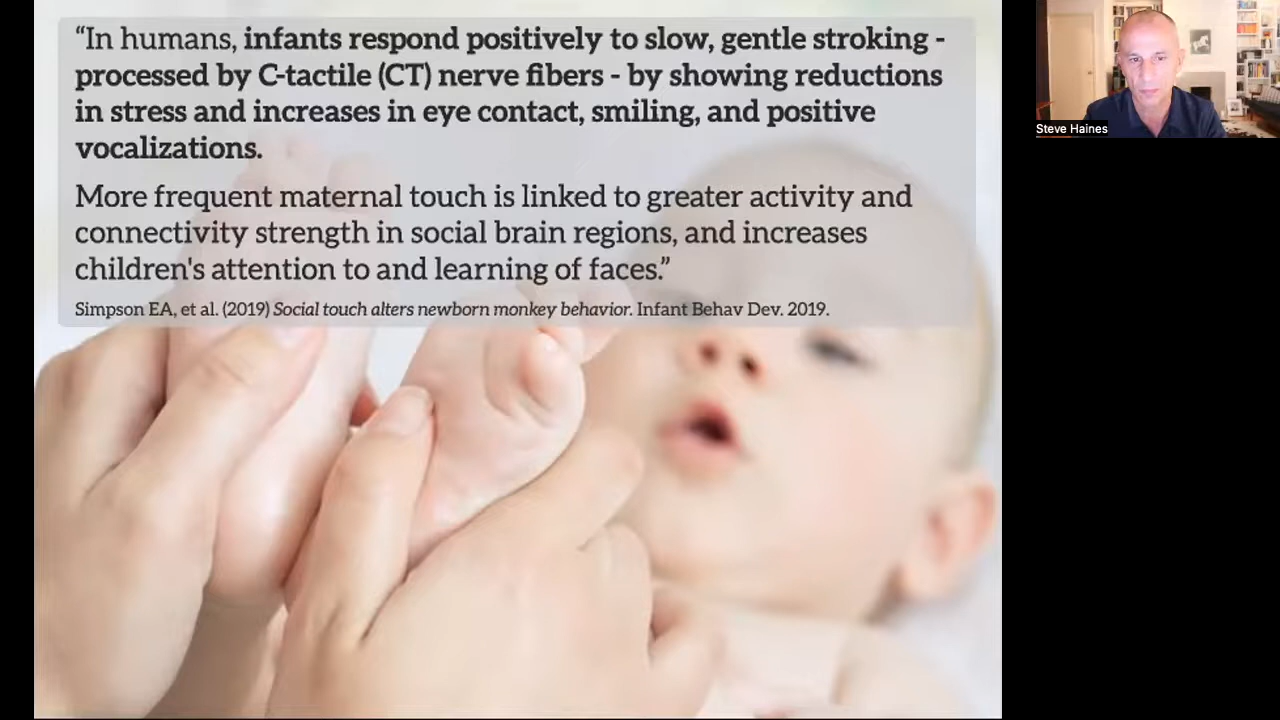 “In humans, infants respond positively to slow, gentle stroking -
processed by C-tactile (CT) nerve fibers - by showing reductions
in stress and increases in eye contact, smiling, and positive
vocalizations.
More frequent maternal touch is linked to greater activity and
connectivity strength in social brain regions, and increases
children's attention to and learning of faces.”
Simpson EA, et al. (2019) Social touch alters newborn monkey behavior. Infant Behav Dev. 2019.
Steve Haines